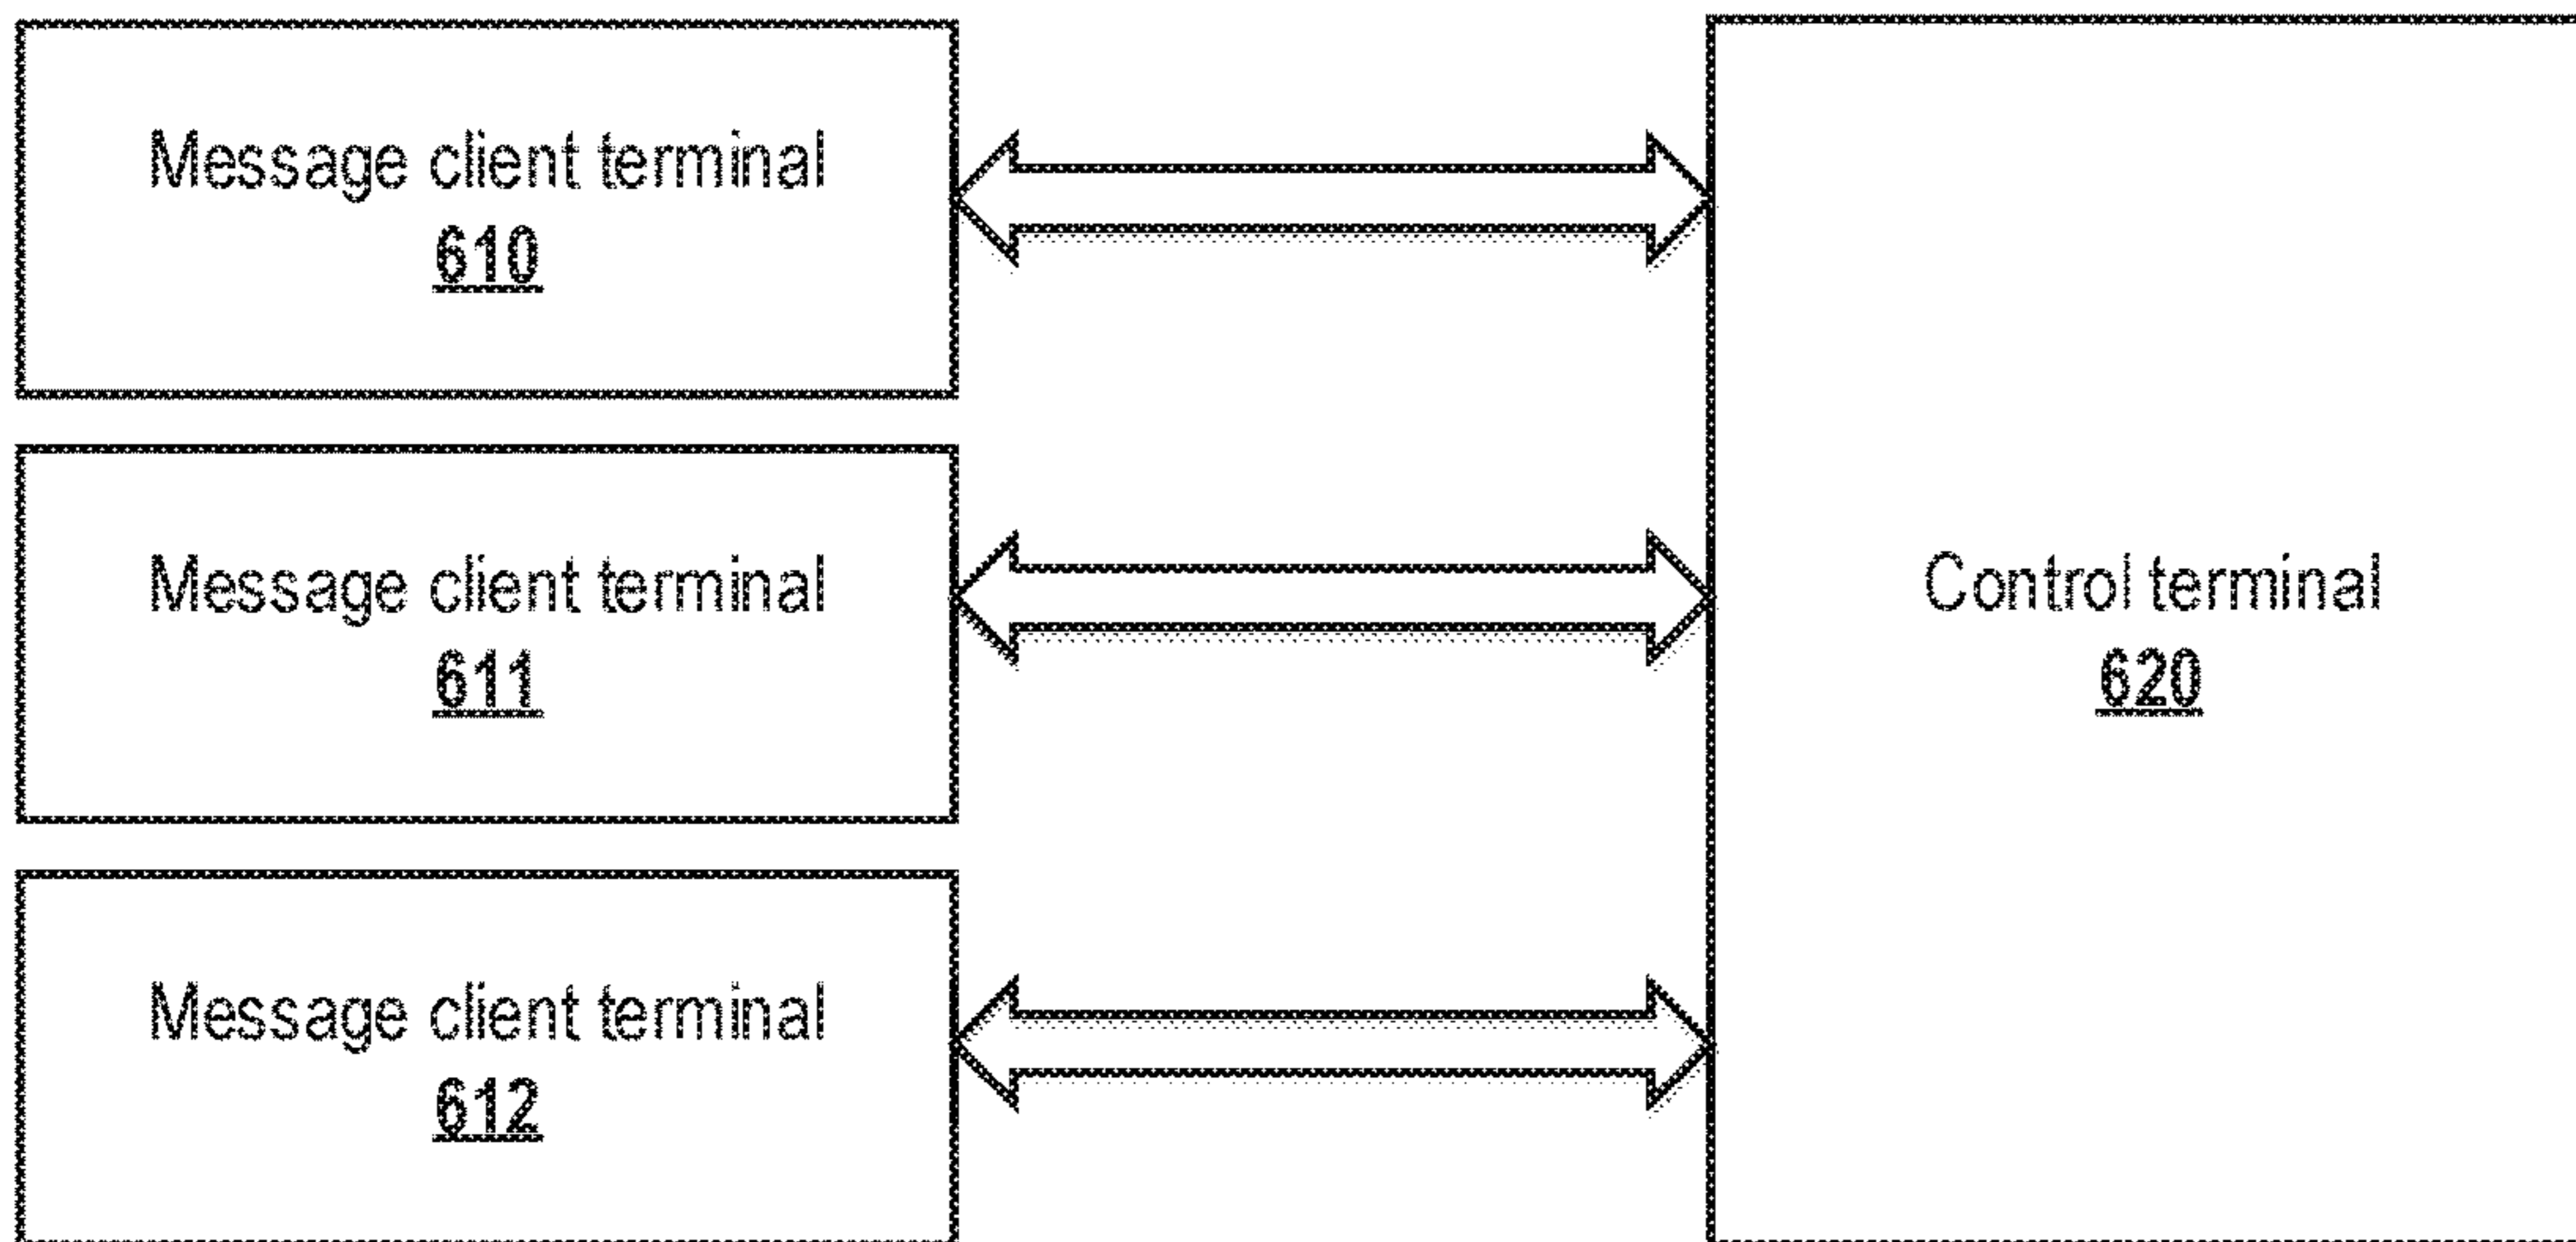 Message client terminal
610
Message client terminal
611
Message client terminal
612
Control terminal
620